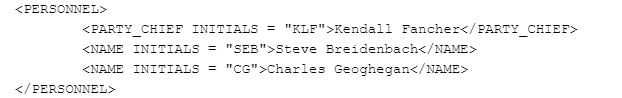 <PERSONNEL>
<PARTY_CHIEF INITIALS = "KLF">Kendall Fancher</PARTY_CHIEF>
<NAME INITIALS = "SEB">Steve Breidenbach</NAME>
<NAME INITIALS = "CG">Charles Geoghegan</NAME>
</PERSONNEL>